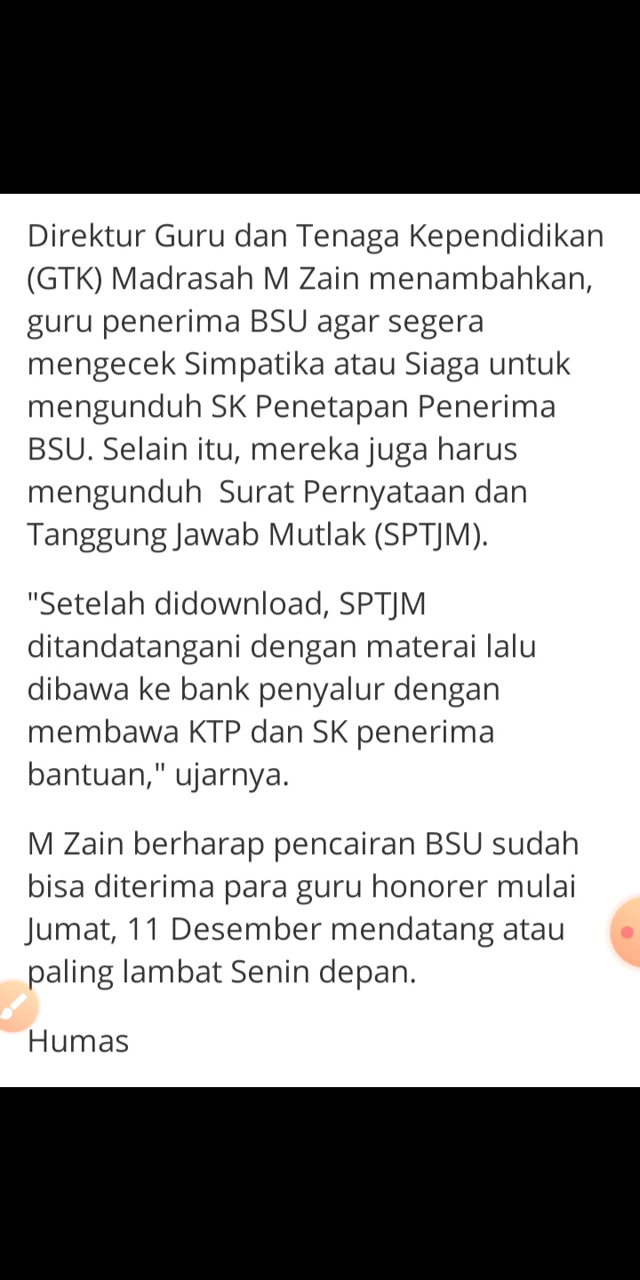 Direktur Guru dan Tenaga Kependidikan
(GTK) Madrasah M Zain menambahkan,
guru penerima BSU agar segera
mengecek Simpatika atau Siaga untuk
mengunduh SK Penetapan Penerima
BSU. Selain itu, mereka juga harus
mengunduh  Surat Pernyataan dan
Tanggung Jawab Mutlak (SPTJM).
"Setelah didownload, SPTJM
ditandatangani dengan materai lalu
dibawa ke bank penyalur dengan
membawa KTP dan SK penerima
bantuan," ujarnya.
M Zain berharap pencairan BSU sudah
bisa diterima para guru honorer mulai
Jumat, 11 Desember mendatang atau
paling lambat Senin depan.
Humas